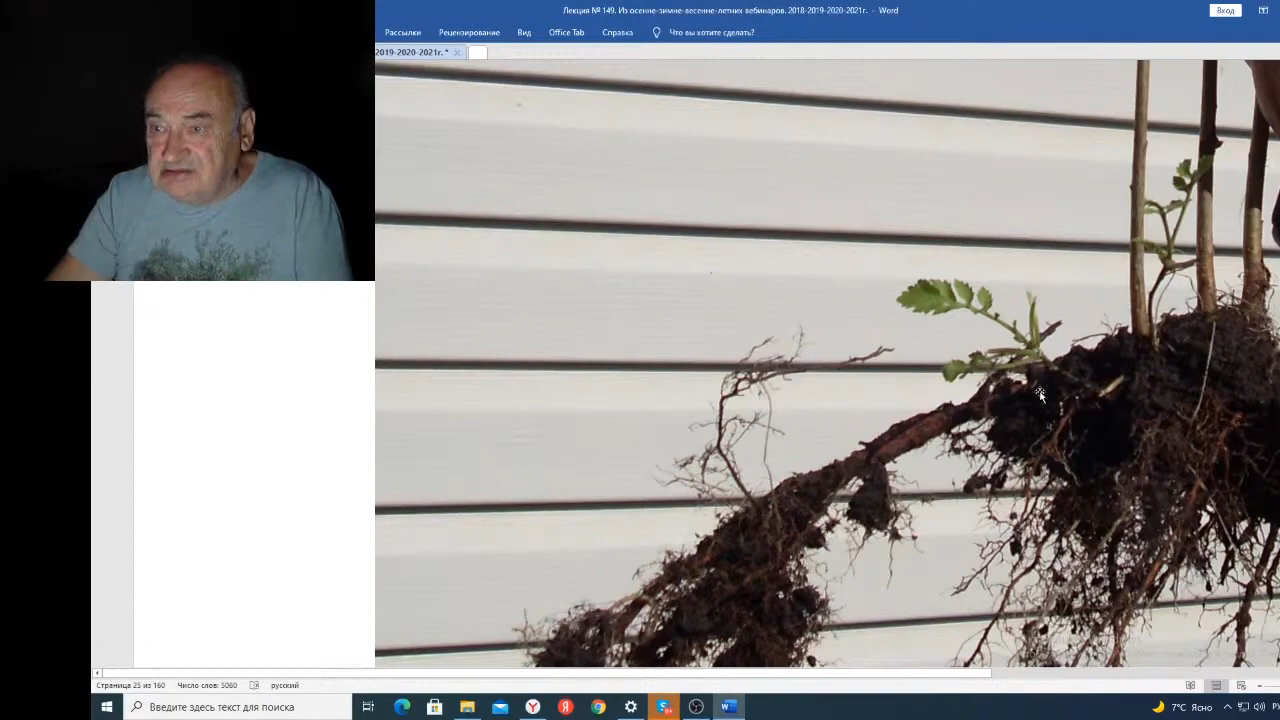 Лекция № 149. Из осенне-зимне-весенне-летних вебинаров. 2018-2019-2020-2021г. - Word
Вход
Рассылки Рецензирование Вид Office Tab Справка Что вы хотите сделать?
2019-2020-2021г. *
Страница 25 из 160 Число слов: 5060 русский
Введите здесь текст для поиска
7°C Ясно